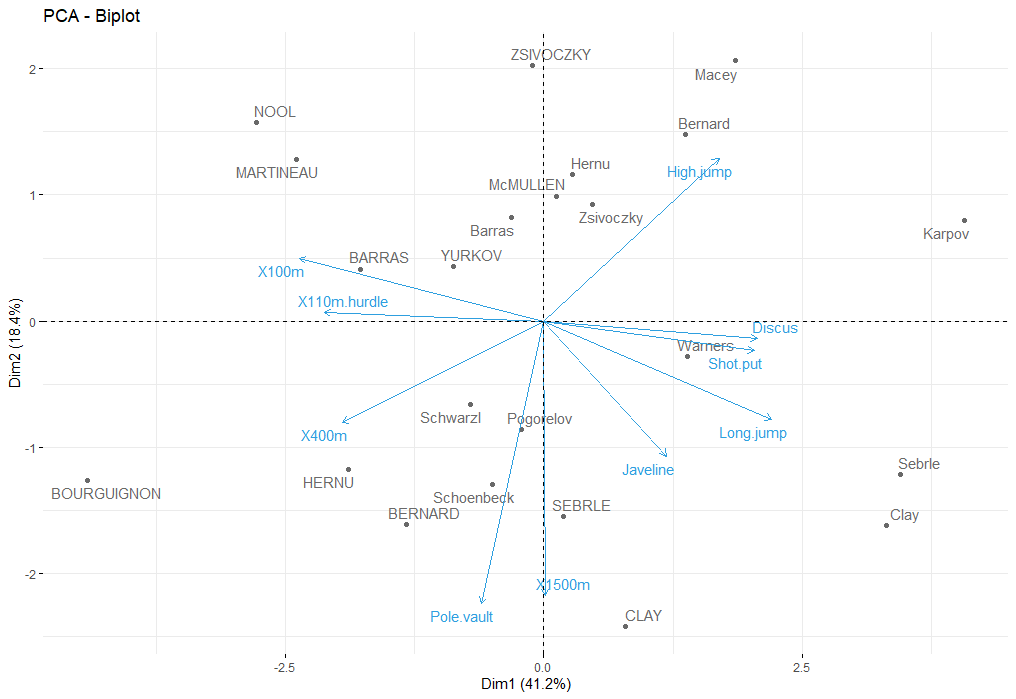 PCA - Biplot
ZSIVOCZKY
Macey
NOOL
Bernard
MARTINEAU
Hernu
High.jump
McMULLEN
Zsivoczky
Barras
Karpov
BARRAS
YURKOV
X100m
X110m.hurdle
Discus
Warners
Shot.put
Schwarzl
Pogorelov
X400m
Long.jump
Javeline
Sebrle
HERNU
BOURGUIGNON
Schoenbeck
SEBRLE
BERNARD
Clay
X1500m
Pole.vault
CLAY
2
1
0
-1
-2
Dim2 (18.4%)
-2.5
0.0
2.5
Dim1 (41.2%)